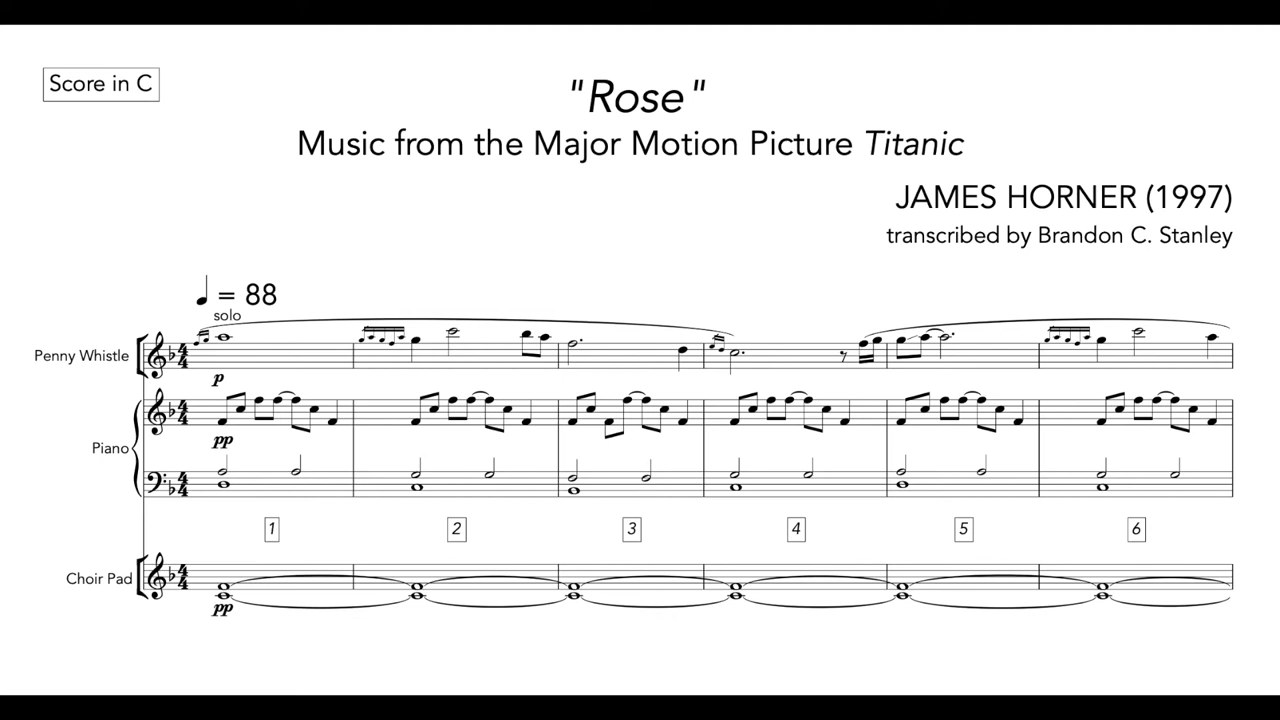 Score in C
"Rose"
Music from the Major Motion Picture Titanic
JAMES HORNER (1997)
transcribed by Brandon C. Stanley
= 88
solo
Penny Whistle
p
pp
Piano
1 2 3 4 5 6
Choir Pad
pp